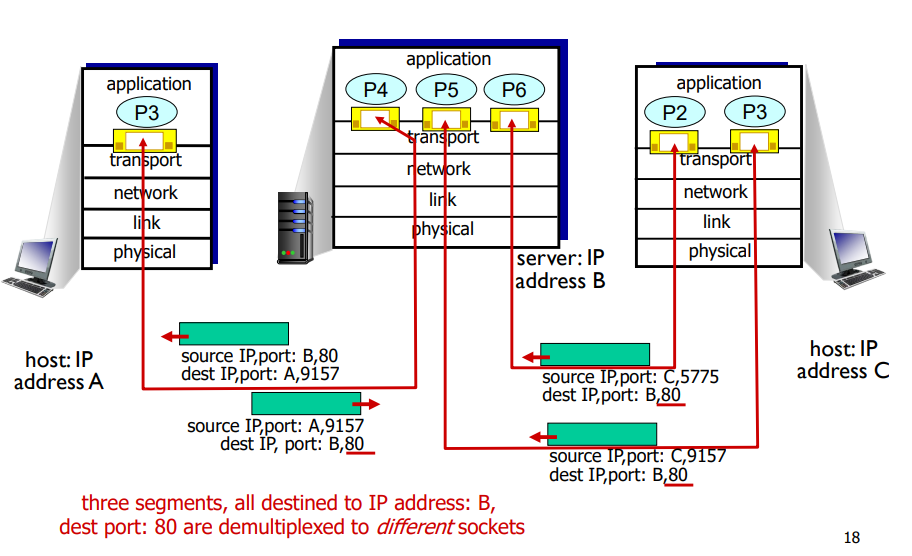 application
P3
transport
network
link
physical
host: IP
address A
application
P4
P5
P6
transport
network
link
physical
server: IP
address B
application
P2
P3
transport
network
link
physical
host: IP
address C
source IP,port: B,80
dest IP,port: A,9157
source IP,port: A,9157
dest IP, port: B,80
source IP,port: C,5775
dest IP,port: B,80
source IP,port: C,9157
dest IP,port: B,80
three segments, all destined to IP address: B,
dest port: 80 are demultiplexed to different sockets
18